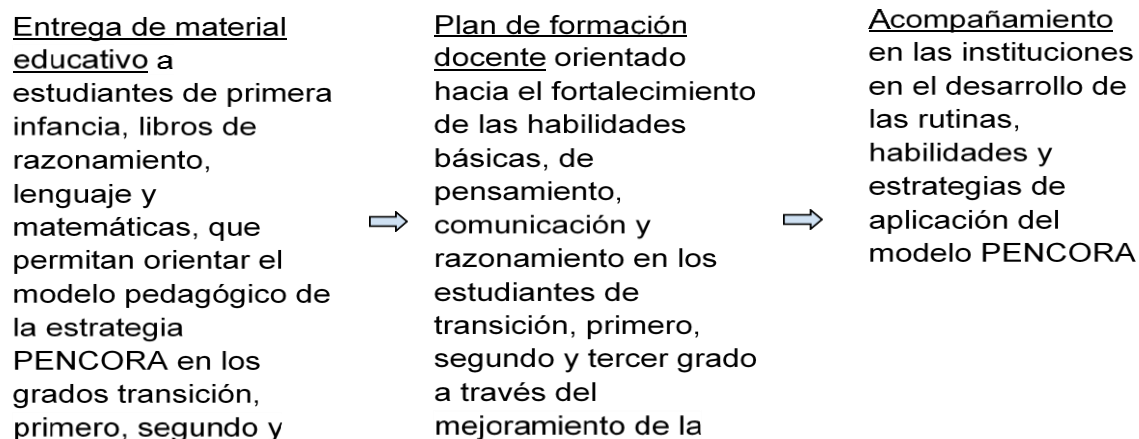 Entrega de material
educativo a
estudiantes de primera
infancia, libros de
razonamiento,
lenguaje y
matemáticas, que
permitan orientar el
modelo pedagógico de
la estrategia
PENCORA en los
grados transición,
primero, segundo y
Plan de formación
docente orientado
hacia el fortalecimiento
de las habilidades
básicas, de
pensamiento,
comunicación y
razonamiento en los
estudiantes de
transición, primero,
segundo y tercer grado
a través del
mejoramiento de la
Acompañamiento
en las instituciones
en el desarrollo de
las rutinas,
habilidades y
estrategias de
aplicación del
modelo PENCORA